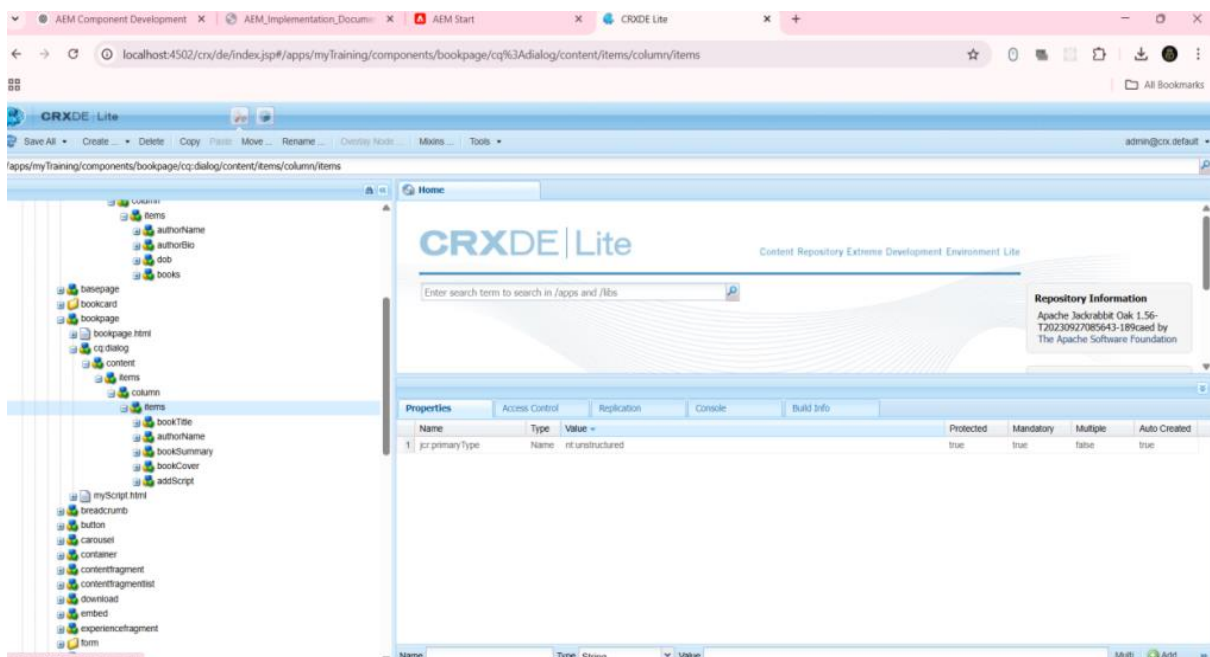 AEM Component Development
AEM_Implementation_Docume
AEM Start
CRXDE Lite
localhost:4502/crx/de/index.jsp#/apps/myTraining/components/bookpage/cq%3Adialog/content/items/column/items
All Bookmarks
CRXDE Lite
Save All Create ... Delete Copy Paste Move ... Rename ... Overlay Node ... Mixins ... Tools admin@crx.default
/apps/myTraining/components/bookpage/cq:dialog/content/items/column/items
Home
column
items
authorName
authorBio
dob
books
basepage
bookcard
bookpage
bookpage.html
cq:dialog
content
items
column
items
bookTitle
authorName
bookSummary
bookCover
addScript
myScript.html
breadcrumb
button
carousel
container
contentfragment
contentfragmentlist
download
embed
experiencefragment
form
CRXDE | Lite
Content Repository Extreme Development Environment Lite
Enter search term to search in /apps and /libs
Repository Information
Apache Jackrabbit Oak 1.56-
T20230927085643-189caed by
The Apache Software Foundation
Properties Access Control Replication Console Build Info
Name Type Value Protected Mandatory Multiple Auto Created
1 jcr:primaryType Name nt:unstructured true true false true
Name Type String Value Multi Add